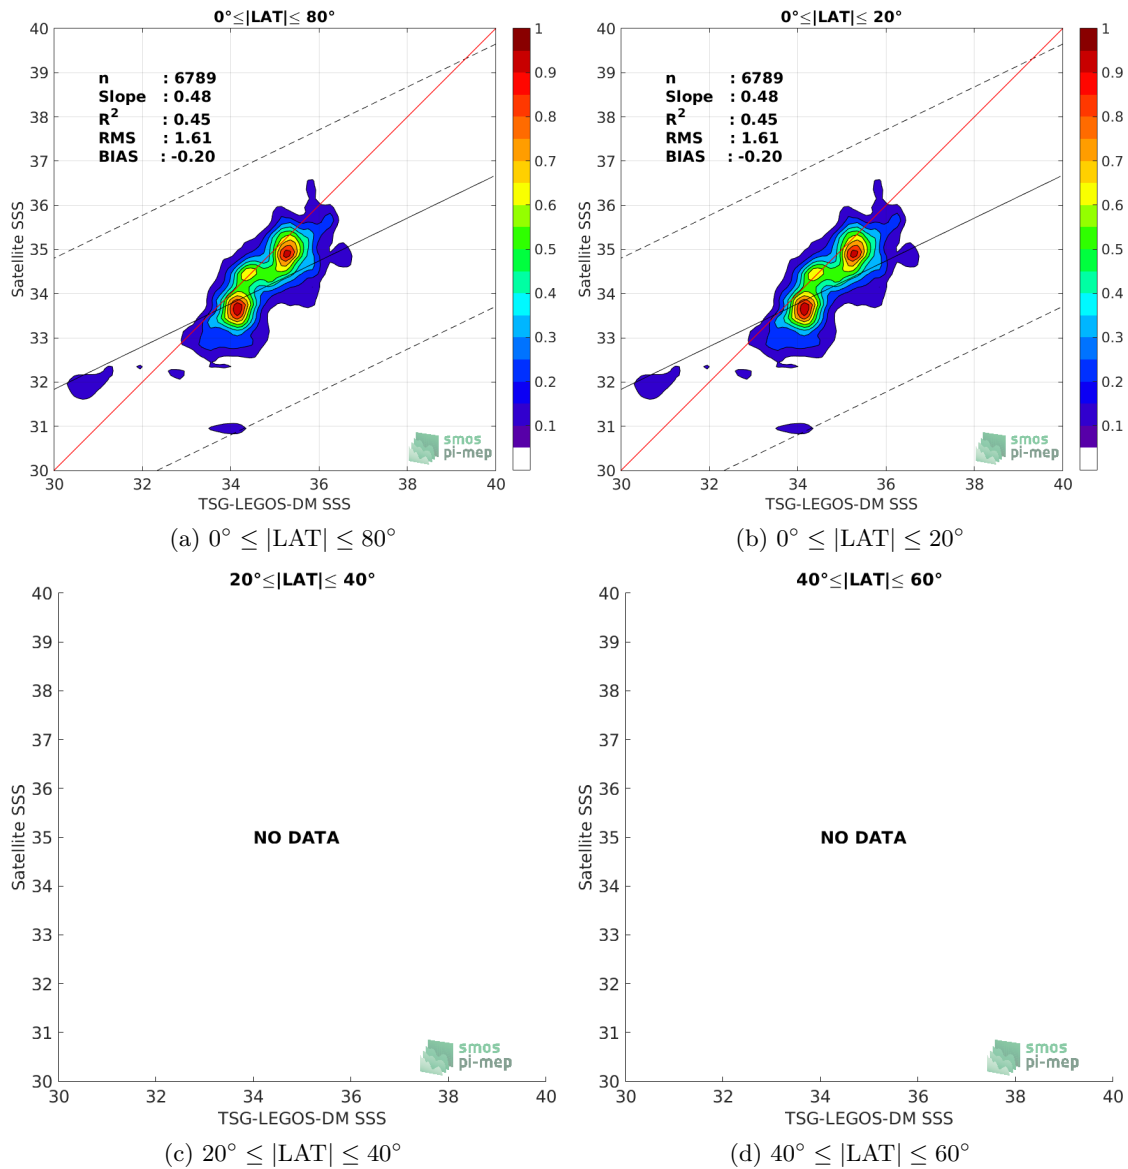 0°≤|LAT|≤ 80°
n : 6789
Slope : 0.48
R2 : 0.45
RMS : 1.61
BIAS : -0.20
40
39
38
37
36
35
34
33
32
31
30
Satellite SSS
30 32 34 36 38 40
TSG-LEGOS-DM SSS
1
0.9
0.8
0.7
0.6
0.5
0.4
0.3
0.2
0.1
smos
pi-mep
(a) 0° ≤ |LAT| ≤ 80°
0°≤|LAT|≤ 20°
n : 6789
Slope : 0.48
R2 : 0.45
RMS : 1.61
BIAS : -0.20
40
39
38
37
36
35
34
33
32
31
30
Satellite SSS
30 32 34 36 38 40
TSG-LEGOS-DM SSS
1
0.9
0.8
0.7
0.6
0.5
0.4
0.3
0.2
0.1
smos
pi-mep
(b) 0° ≤ |LAT| ≤ 20°
20°≤|LAT|≤ 40°
40
39
38
37
36
35
34
33
32
31
30
Satellite SSS
NO DATA
30 32 34 36 38 40
TSG-LEGOS-DM SSS
smos
pi-mep
(c) 20° ≤ |LAT| ≤ 40°
40°≤|LAT|≤ 60°
40
39
38
37
36
35
34
33
32
31
30
Satellite SSS
NO DATA
30 32 34 36 38 40
TSG-LEGOS-DM SSS
smos
pi-mep
(d) 40° ≤ |LAT| ≤ 60°